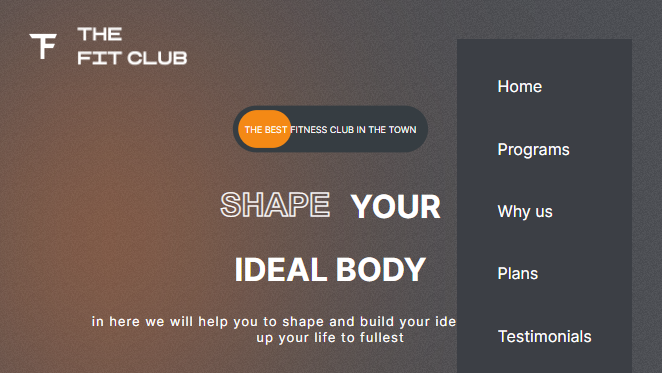 THE
FIT CLUB
THE BEST FITNESS CLUB IN THE TOWN
SHAPE YOUR
IDEAL BODY
in here we will help you to shape and build your ide
up your life to fullest
Home
Programs
Why us
Plans
Testimonials